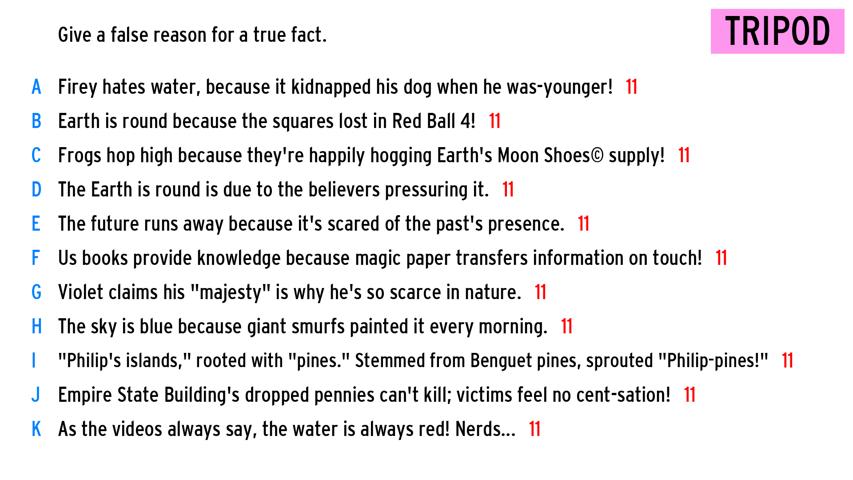 Give a false reason for a true fact.
TRIPOD
A Firey hates water, because it kidnapped his dog when he was-younger! 11
B Earth is round because the squares lost in Red Ball 4! 11
C Frogs hop high because they're happily hogging Earth's Moon Shoes© supply! 11
D The Earth is round is due to the believers pressuring it. 11
E The future runs away because it's scared of the past's presence. 11
F Us books provide knowledge because magic paper transfers information on touch! 11
G Violet claims his "majesty" is why he's so scarce in nature. 11
H The sky is blue because giant smurfs painted it every morning. 11
I "Philip's islands," rooted with "pines." Stemmed from Benguet pines, sprouted "Philip-pines!" 11
J Empire State Building's dropped pennies can't kill; victims feel no cent-sation! 11
K As the videos always say, the water is always red! Nerds... 11